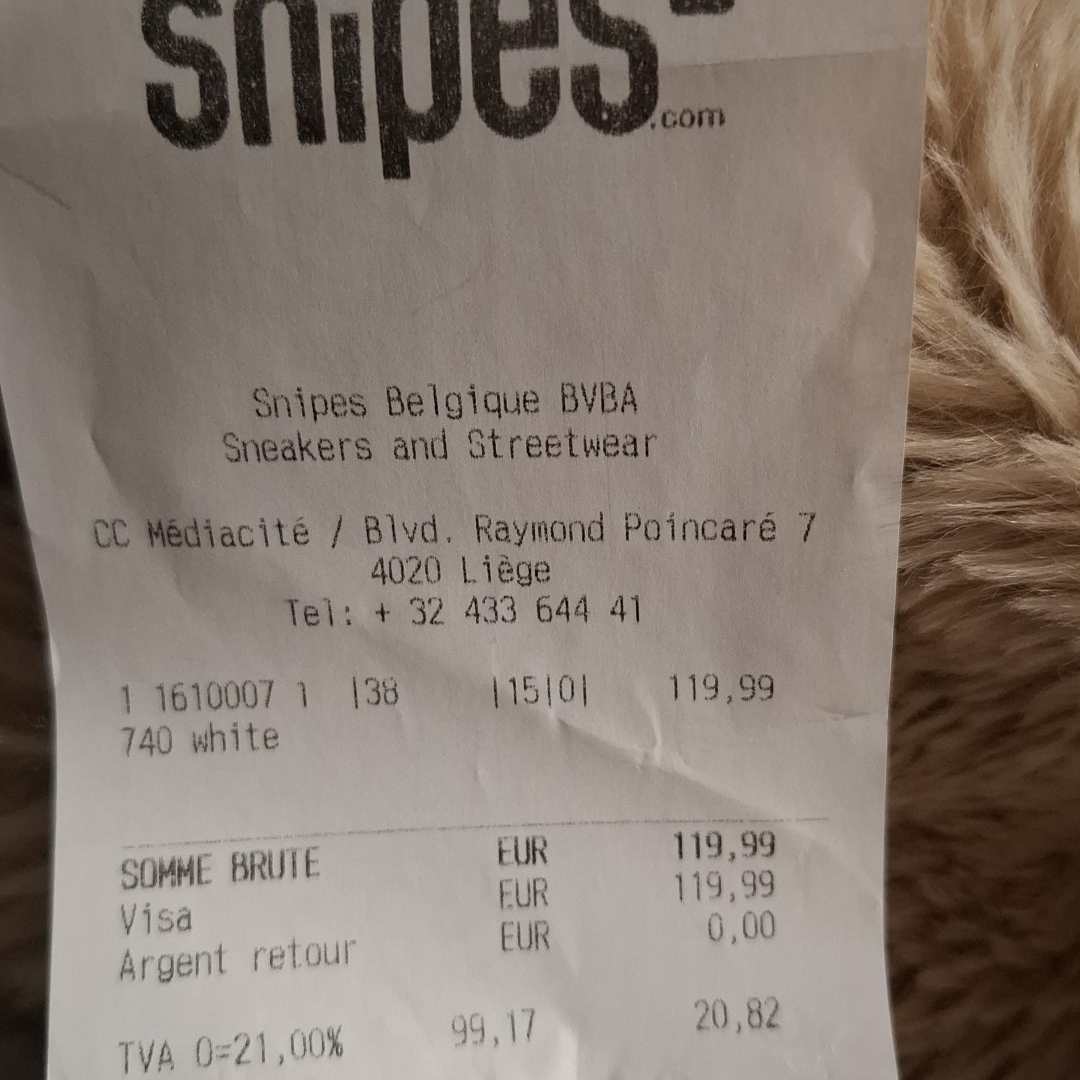 snipes
.com
Snipes Belgique BVBA
Sneakers and Streetwear
CC Médiacité / Blvd. Raymond Poincaré 7
4020 Liège
Tel: + 32 433 644 41
1 1610007 1 |38 |15|0| 119,99
740 white
SOMME BRUTE EUR 119,99
Visa EUR 119,99
Argent retour EUR 0,00
TVA 0=21,00% 99,17 20,82